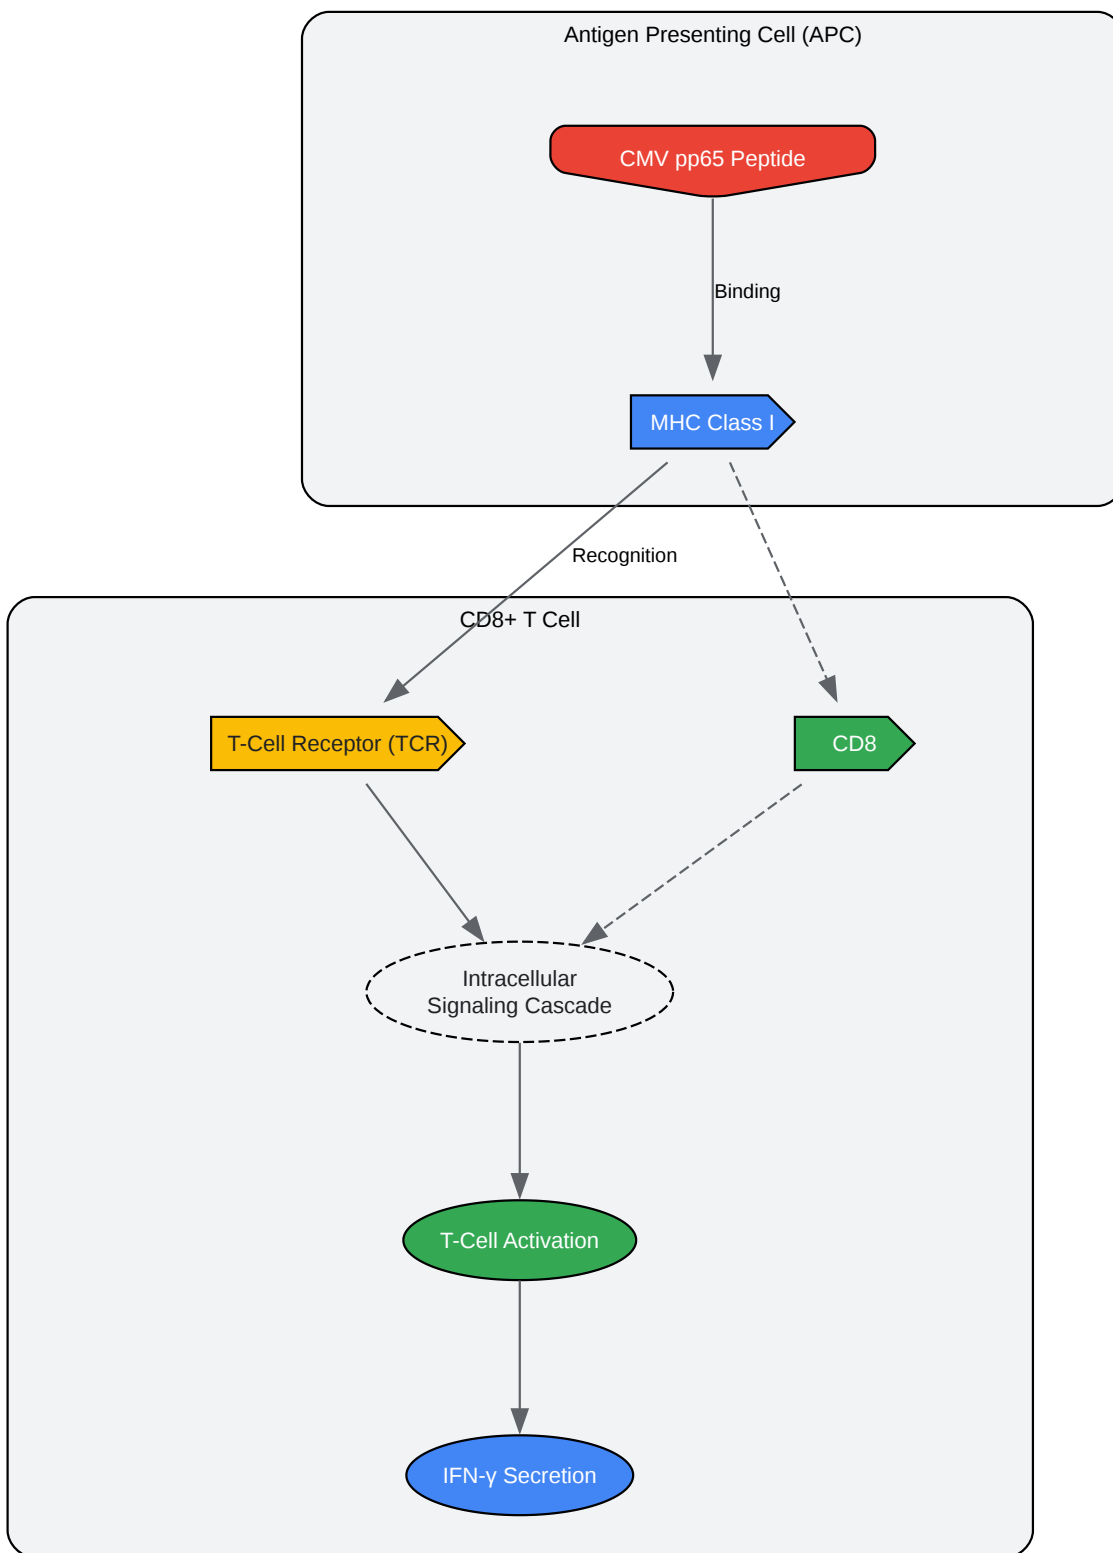 Antigen Presenting Cell (APC)
CMV pp65 Peptide
Binding
MHC Class I
Recognition
CD8+ T Cell
T-Cell Receptor (TCR)
CD8
Intracellular
Signaling Cascade
T-Cell Activation
IFN-γ Secretion